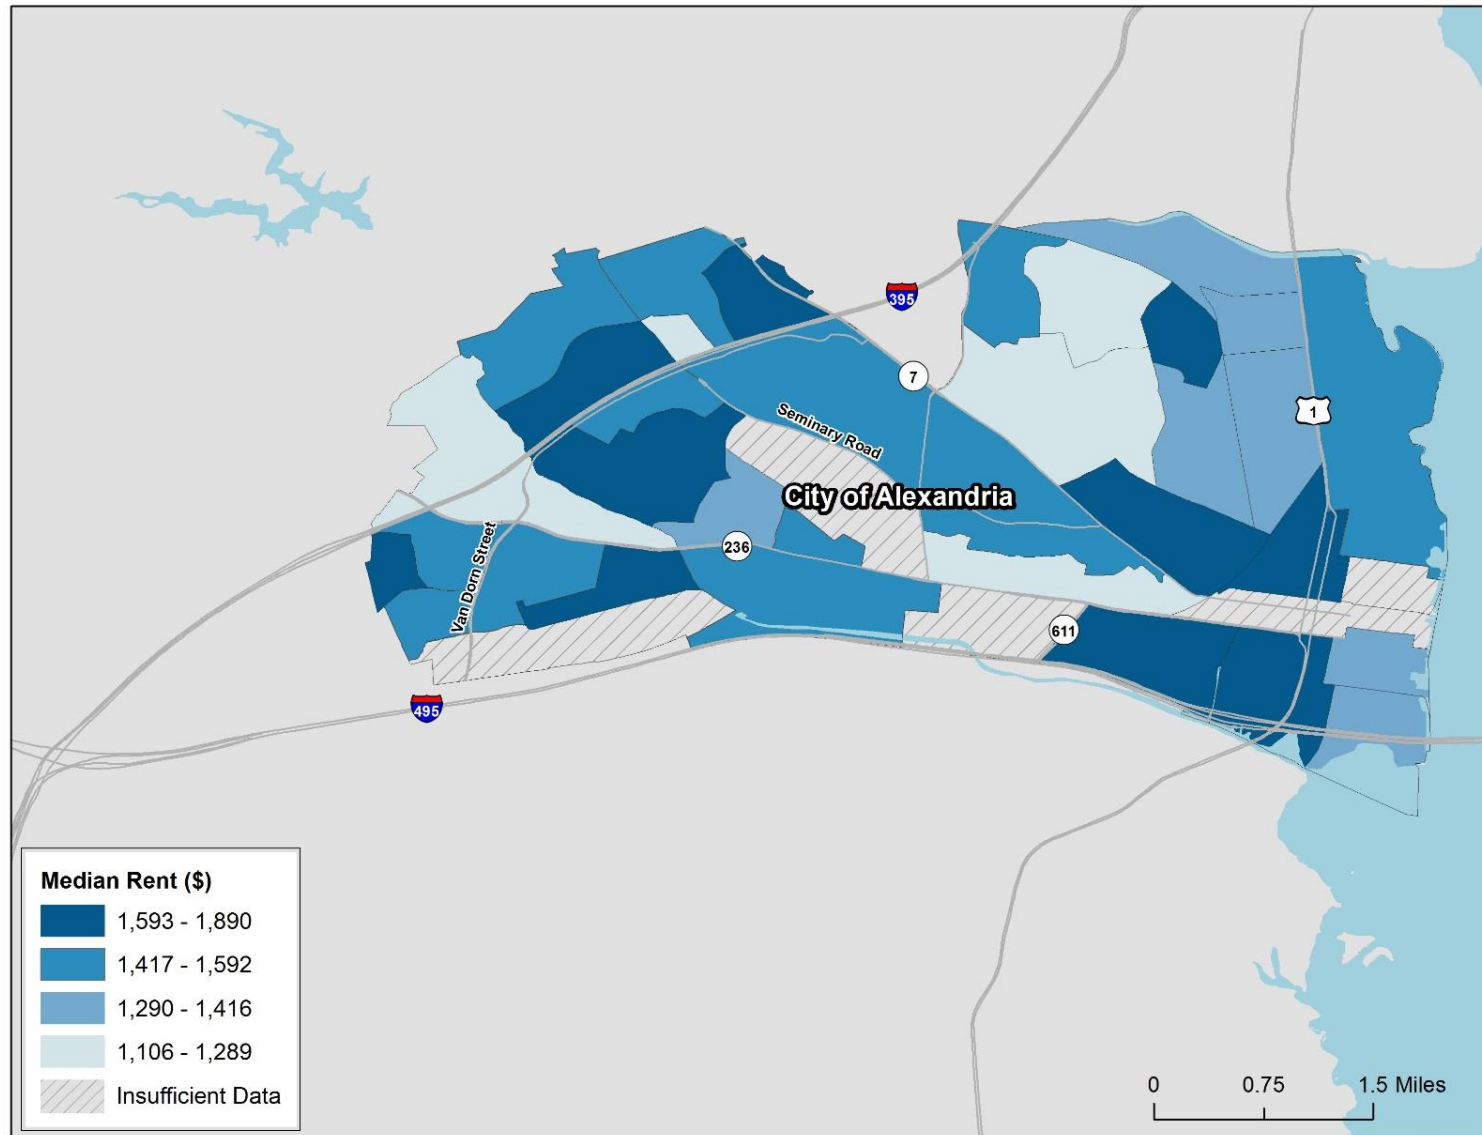 395
7
1
Seminary Road
City of Alexandria
236
Van Dorn Street
611
495
Median Rent ($)
1,593 - 1,890
1,417 - 1,592
1,290 - 1,416
1,106 - 1,289
Insufficient Data
0 0.75 1.5 Miles